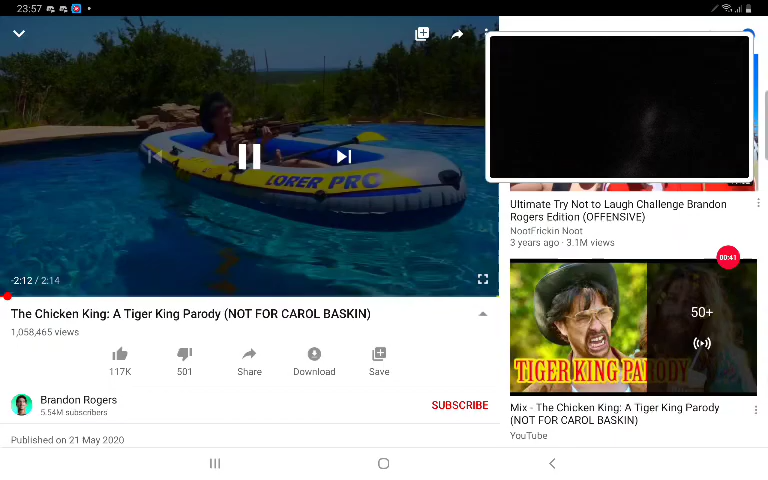 23:57
LORER PRO
-2:12 / 2:14
The Chicken King: A Tiger King Parody (NOT FOR CAROL BASKIN)
1,058,465 views
117K
501
Share
Download
Save
Brandon Rogers
5.54M subscribers
SUBSCRIBE
Published on 21 May 2020
Ultimate Try Not to Laugh Challenge Brandon
Rogers Edition (OFFENSIVE)
NootFrickin Noot
3 years ago · 3.1M views
00:41
50+
TIGER KING PARODY
Mix - The Chicken King: A Tiger King Parody
(NOT FOR CAROL BASKIN)
YouTube